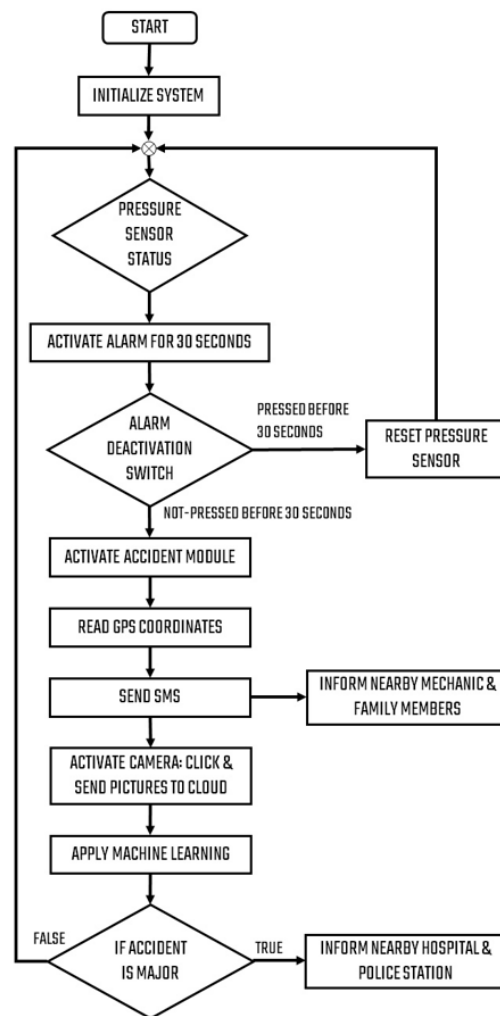 START
INITIALIZE SYSTEM
PRESSURE
SENSOR
STATUS
ACTIVATE ALARM FOR 30 SECONDS
ALARM
DEACTIVATION
SWITCH
PRESSED BEFORE
30 SECONDS
RESET PRESSURE
SENSOR
NOT-PRESSED BEFORE 30 SECONDS
ACTIVATE ACCIDENT MODULE
READ GPS COORDINATES
SEND SMS
INFORM NEARBY MECHANIC &
FAMILY MEMBERS
ACTIVATE CAMERA: CLICK &
SEND PICTURES TO CLOUD
APPLY MACHINE LEARNING
FALSE
IF ACCIDENT
IS MAJOR
TRUE
INFORM NEARBY HOSPITAL &
POLICE STATION